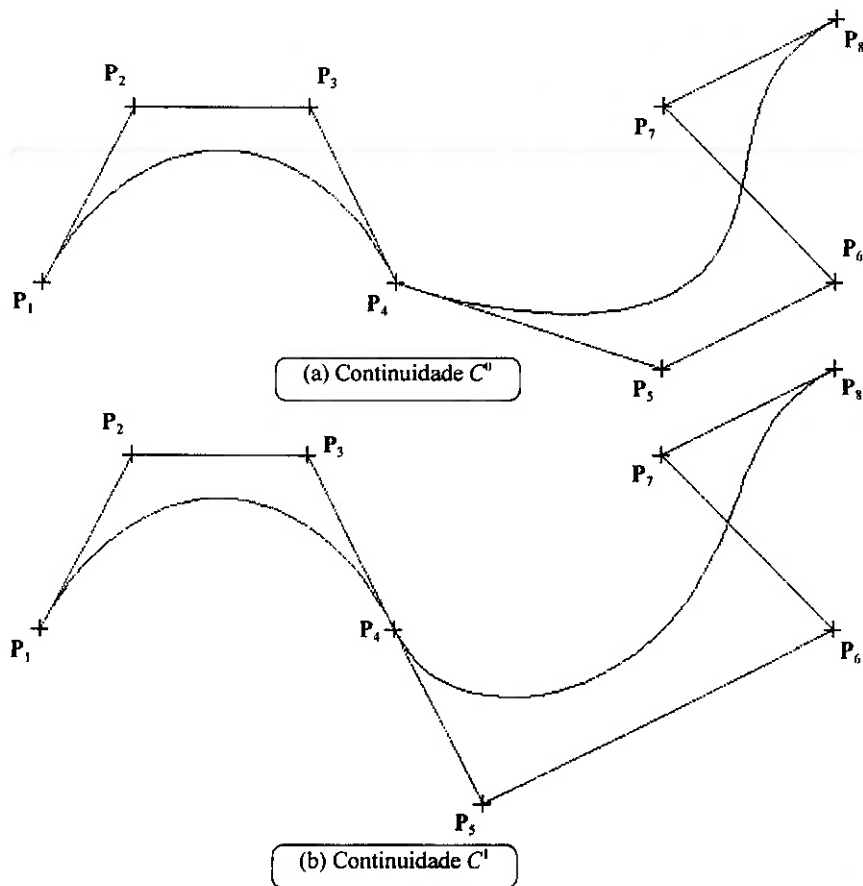 P₈
P₂ P₃
P₇
P₆
P₁ P₄
P₅
(a) Continuidade C⁰
P₈
P₂ P₃
P₇
P₁ P₄ P₆
P₅
(b) Continuidade C¹